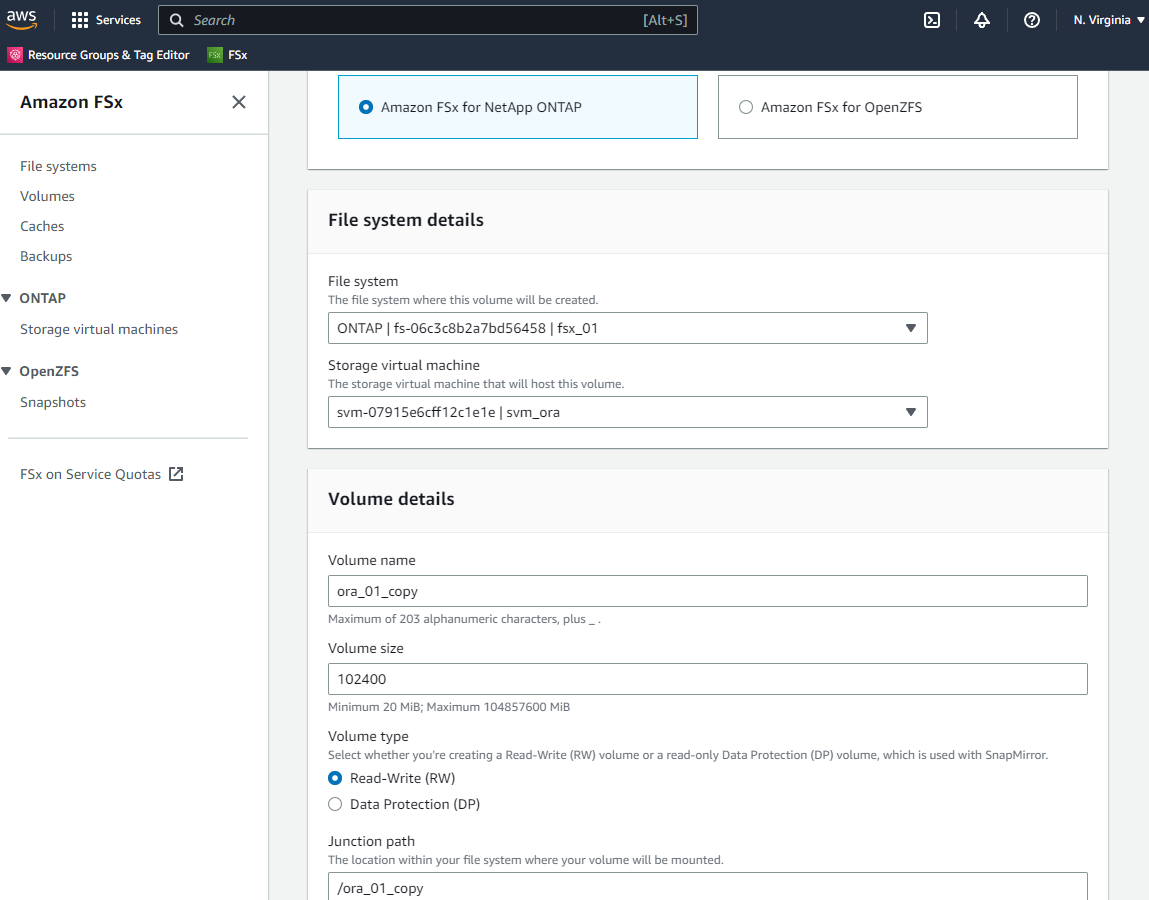 aws
Services
Search
[Alt+S]
N. Virginia
Resource Groups & Tag Editor
FSx
FSx
Amazon FSx
File systems
Volumes
Caches
Backups
ONTAP
Storage virtual machines
OpenZFS
Snapshots
FSx on Service Quotas
Amazon FSx for NetApp ONTAP
Amazon FSx for OpenZFS
File system details
File system
The file system where this volume will be created.
ONTAP | fs-06c3c8b2a7bd56458 | fsx_01
Storage virtual machine
The storage virtual machine that will host this volume.
svm-07915e6cff12c1e1e | svm_ora
Volume details
Volume name
ora_01_copy
Maximum of 203 alphanumeric characters, plus _ .
Volume size
102400
Minimum 20 MiB; Maximum 104857600 MiB
Volume type
Select whether you're creating a Read-Write (RW) volume or a read-only Data Protection (DP) volume, which is used with SnapMirror.
Read-Write (RW)
Data Protection (DP)
Junction path
The location within your file system where your volume will be mounted.
/ora_01_copy